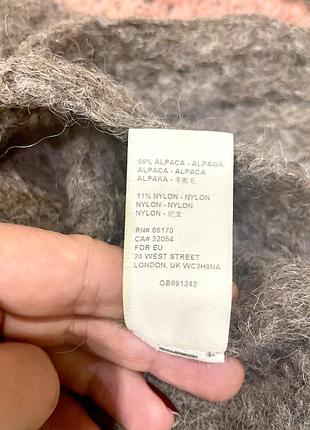 89% ALPACA - ALPAGA
ALPACA - ALPACA
ALPAKA - 羊驼毛
11% NYLON - NYLON
NYLON - NYLON
NYLON - 尼龙
RN# 66170
CA# 32054
FOR EU
24 WEST STREET
LONDON, UK WC2H9NA
OB991242